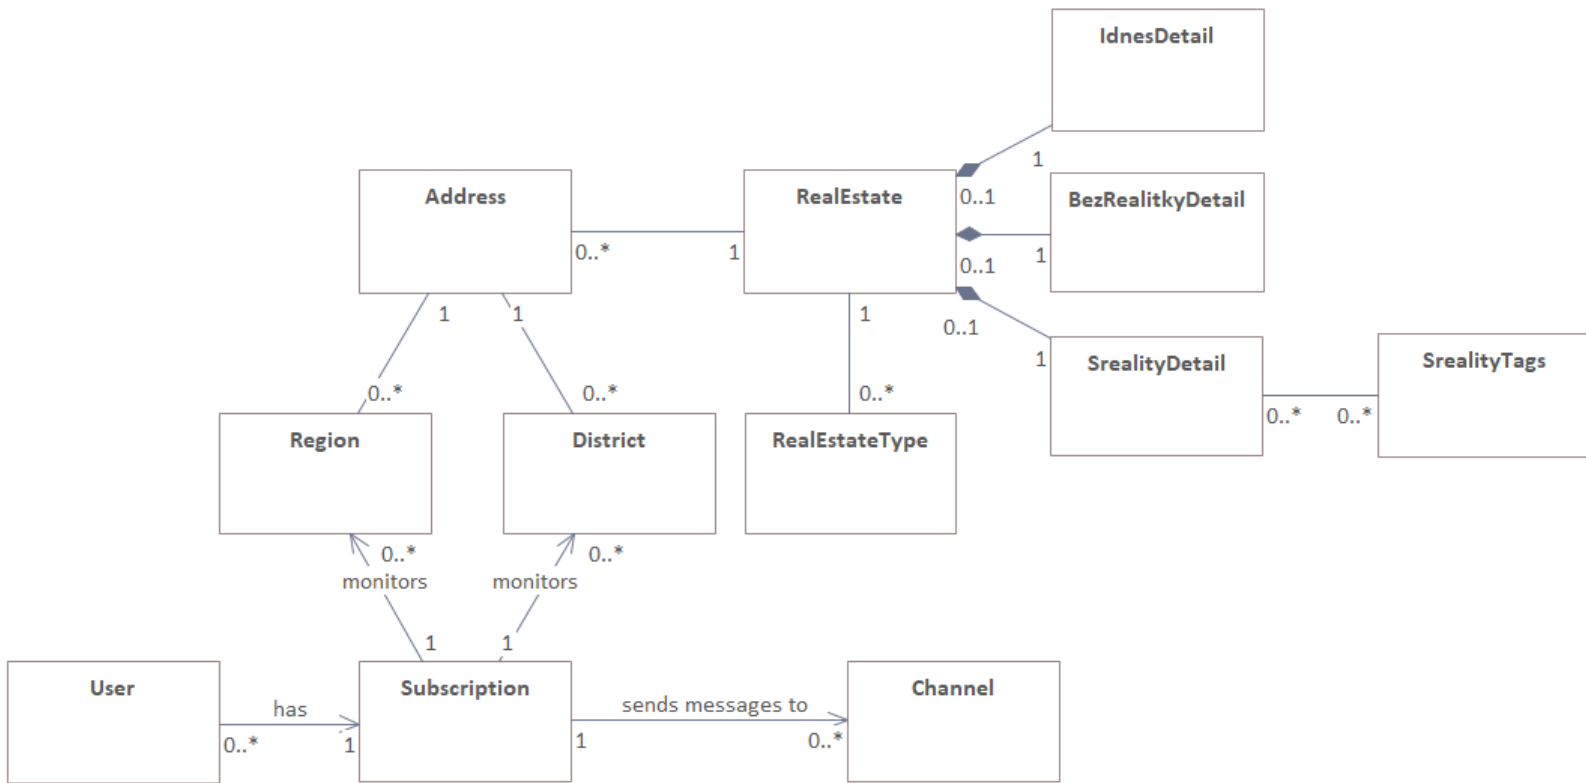 IdnesDetail
1
0..1
Address
RealEstate
BezRealitkyDetail
0..*
1
0..1
1
1
1
1
0..1
1
SrealityDetail
SrealityTags
0..*
0..*
0..*
0..*
0..*
Region
District
RealEstateType
0..*
0..*
monitors
monitors
1
1
User
Subscription
Channel
has
sends messages to
0..*
1
1
0..*